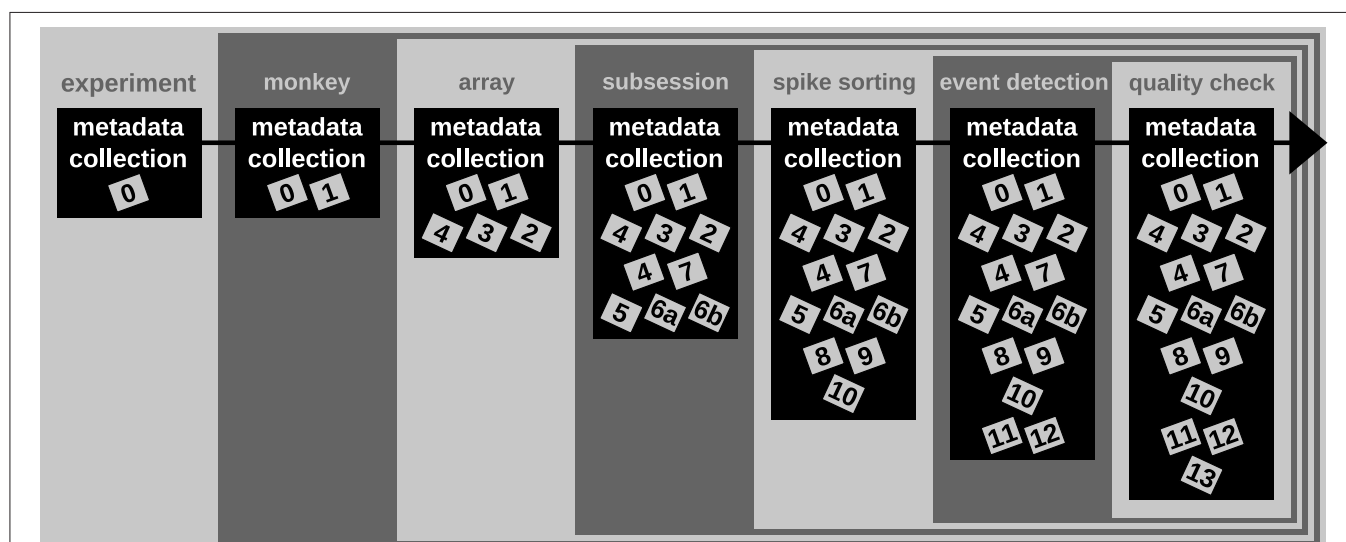 experiment
metadata
collection
0
monkey
metadata
collection
0 1
array
metadata
collection
0 1
4 3 2
subsession
metadata
collection
0 1
4 3 2
4 7
5 6a 6b
spike sorting
metadata
collection
0 1
4 3 2
4 7
5 6a 6b
8 9
10
event detection
metadata
collection
0 1
4 3 2
4 7
5 6a 6b
8 9
10
11 12
quality check
metadata
collection
0 1
4 3 2
4 7
5 6a 6b
8 9
10
11 12
13